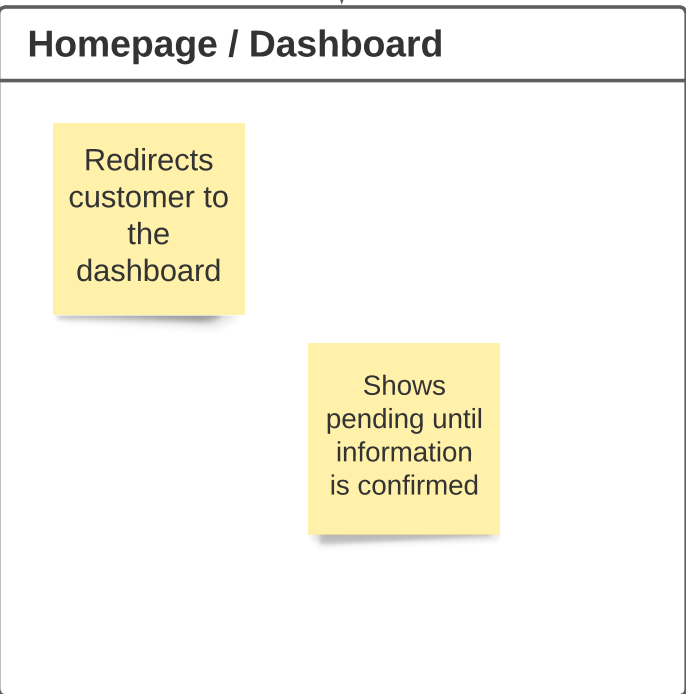 Homepage / Dashboard
Redirects
customer to
the
dashboard
Shows
pending until
information
is confirmed